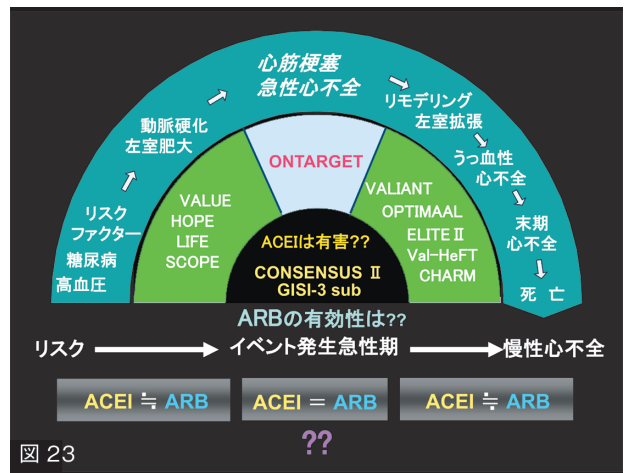 心筋梗塞
急性心不全
動脈硬化
左室肥大
リスク
ファクター
糖尿病
高血圧
リモデリング
左室拡張
うっ血性
心不全
末期
心不全
死 亡
ONTARGET
VALUE
HOPE
LIFE
SCOPE
VALIANT
OPTIMAAL
ELITE Ⅱ
Val-HeFT
CHARM
ACEIは有害??
CONSENSUS Ⅱ
GISI-3 sub
ARBの有効性は??
リスク イベント発生急性期 慢性心不全
ACEI ≒ ARB
ACEI = ARB
ACEI ≒ ARB
??
図 23